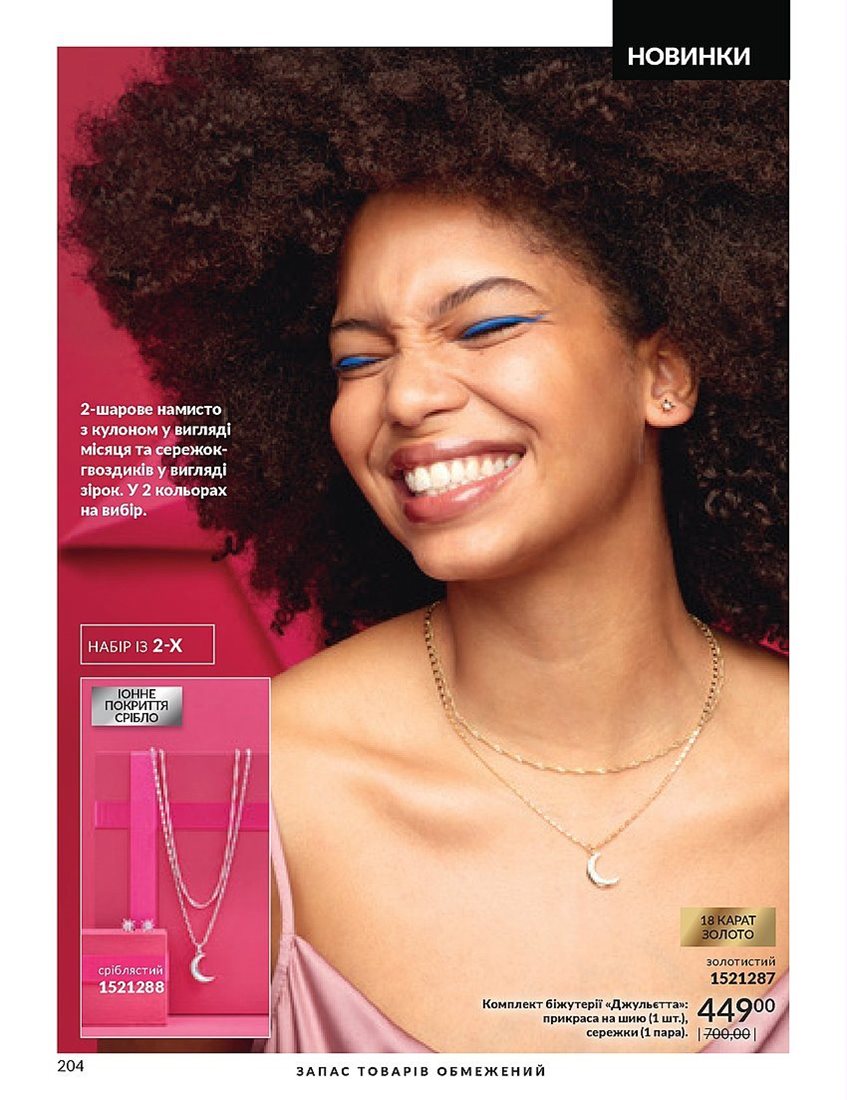 НОВИНКИ
2-шарове намисто
з кулоном у вигляді
місяця та сережок-
гвоздиків у вигляді
зірок. У 2 кольорах
на вибір.
НАБІР ІЗ 2-Х
ІОННЕ
ПОКРИТТЯ
СРІБЛО
сріблястий
1521288
18 КАРАТ
ЗОЛОТО
золотистий
1521287
Комплект біжутерії «Джульєтта»:
прикраса на шию (1 шт.),
сережки (1 пара).
44900
|700,00|
204
ЗАПАС ТОВАРІВ ОБМЕЖЕНИЙ